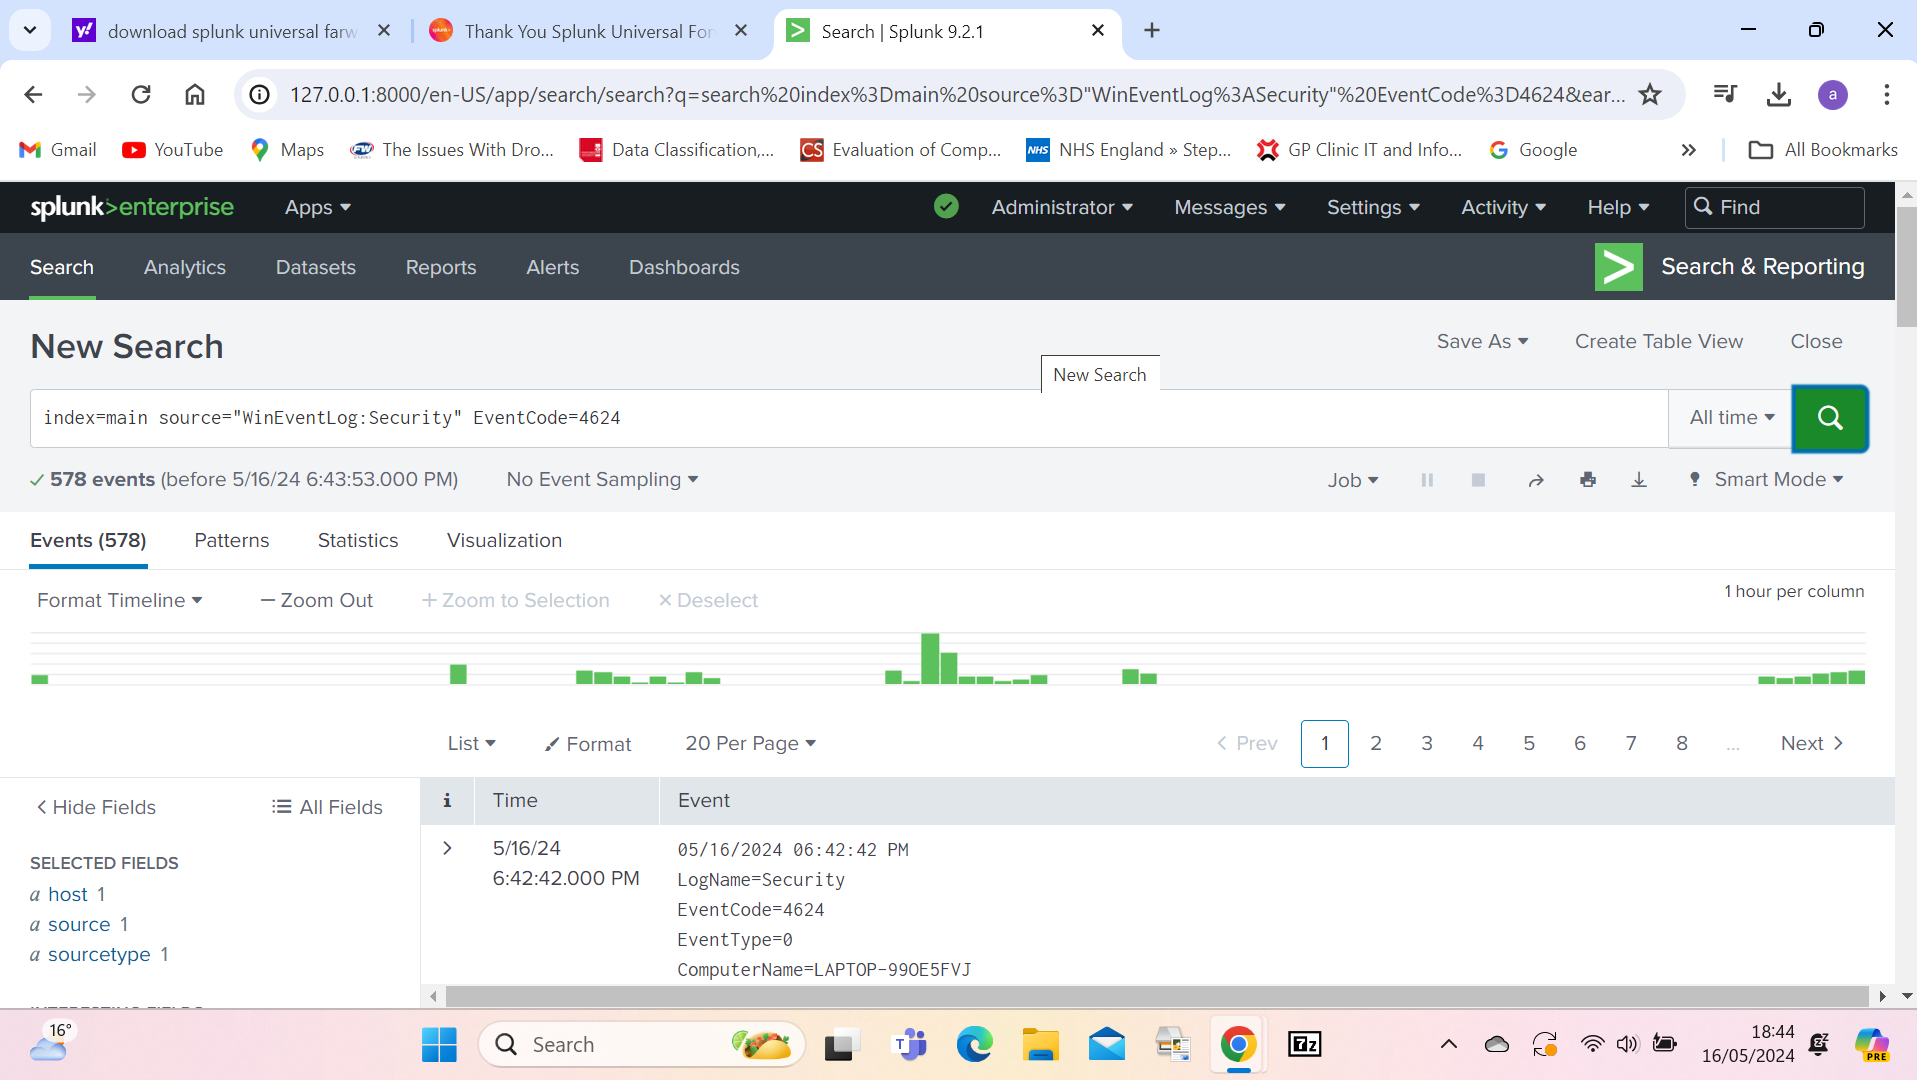 download splunk universal farw
Thank You Splunk Universal For
Search | Splunk 9.2.1
127.0.0.1:8000/en-US/app/search/search?q=search%20index%3Dmain%20source%3D"WinEventLog%3ASecurity"%20EventCode%3D4624&ear...
a
Gmail
YouTube
Maps
The Issues With Dro...
Data Classification,...
CS
Evaluation of Comp...
NHS
NHS England » Step...
GP Clinic IT and Info...
Google
»
All Bookmarks
splunk>enterprise
Apps
Administrator
Messages
Settings
Activity
Help
Find
Search
Analytics
Datasets
Reports
Alerts
Dashboards
Search & Reporting
New Search
Save As
Create Table View
Close
New Search
index=main source="WinEventLog:Security" EventCode=4624
All time
578 events (before 5/16/24 6:43:53.000 PM)
No Event Sampling
Job
Smart Mode
Events (578)
Patterns
Statistics
Visualization
Format Timeline
— Zoom Out
+ Zoom to Selection
× Deselect
1 hour per column
List
Format
20 Per Page
< Prev
1
2
3
4
5
6
7
8
...
Next >
< Hide Fields
All Fields
i
Time
Event
SELECTED FIELDS
a host 1
a source 1
a sourcetype 1
5/16/24
6:42:42.000 PM
05/16/2024 06:42:42 PM
LogName=Security
EventCode=4624
EventType=0
ComputerName=LAPTOP-99OE5FVJ
16°
Search
7z
18:44
16/05/2024
PRE